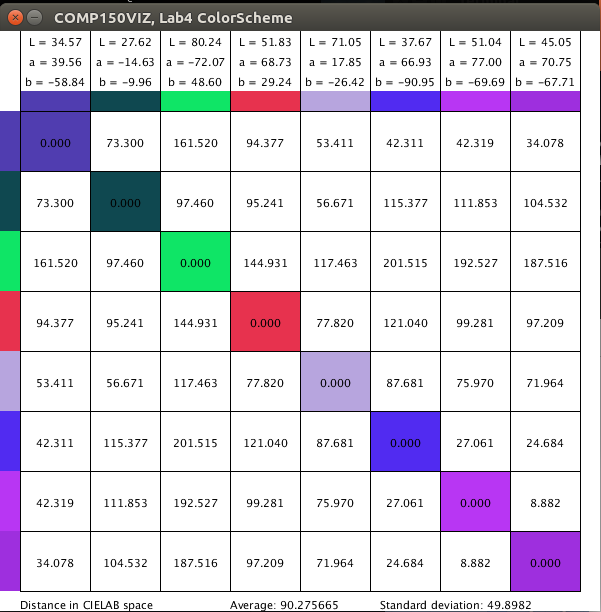 COMP150VIZ, Lab4 ColorScheme
L = 34.57 L = 27.62 L = 80.24 L = 51.83 L = 71.05 L = 37.67 L = 51.04 L = 45.05
a = 39.56 a = -14.63 a = -72.07 a = 68.73 a = 17.85 a = 66.93 a = 77.00 a = 70.75
b = -58.84 b = -9.96 b = 48.60 b = 29.24 b = -26.42 b = -90.95 b = -69.69 b = -67.71
0.000 73.300 161.520 94.377 53.411 42.311 42.319 34.078
73.300 0.000 97.460 95.241 56.671 115.377 111.853 104.532
161.520 97.460 0.000 144.931 117.463 201.515 192.527 187.516
94.377 95.241 144.931 0.000 77.820 121.040 99.281 97.209
53.411 56.671 117.463 77.820 0.000 87.681 75.970 71.964
42.311 115.377 201.515 121.040 87.681 0.000 27.061 24.684
42.319 111.853 192.527 99.281 75.970 27.061 0.000 8.882
34.078 104.532 187.516 97.209 71.964 24.684 8.882 0.000
Distance in CIELAB space Average: 90.275665 Standard deviation: 49.8982